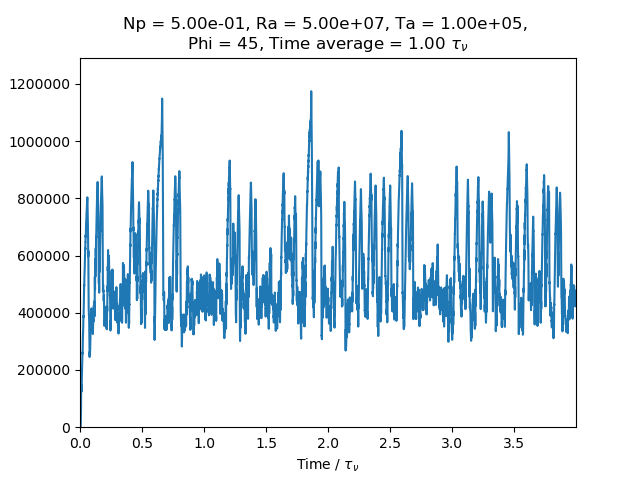 Np = 5.00e-01, Ra = 5.00e+07, Ta = 1.00e+05,
Phi = 45, Time average = 1.00 τν
1200000
1000000
800000
600000
400000
200000
0
0.0 0.5 1.0 1.5 2.0 2.5 3.0 3.5
Time / τν